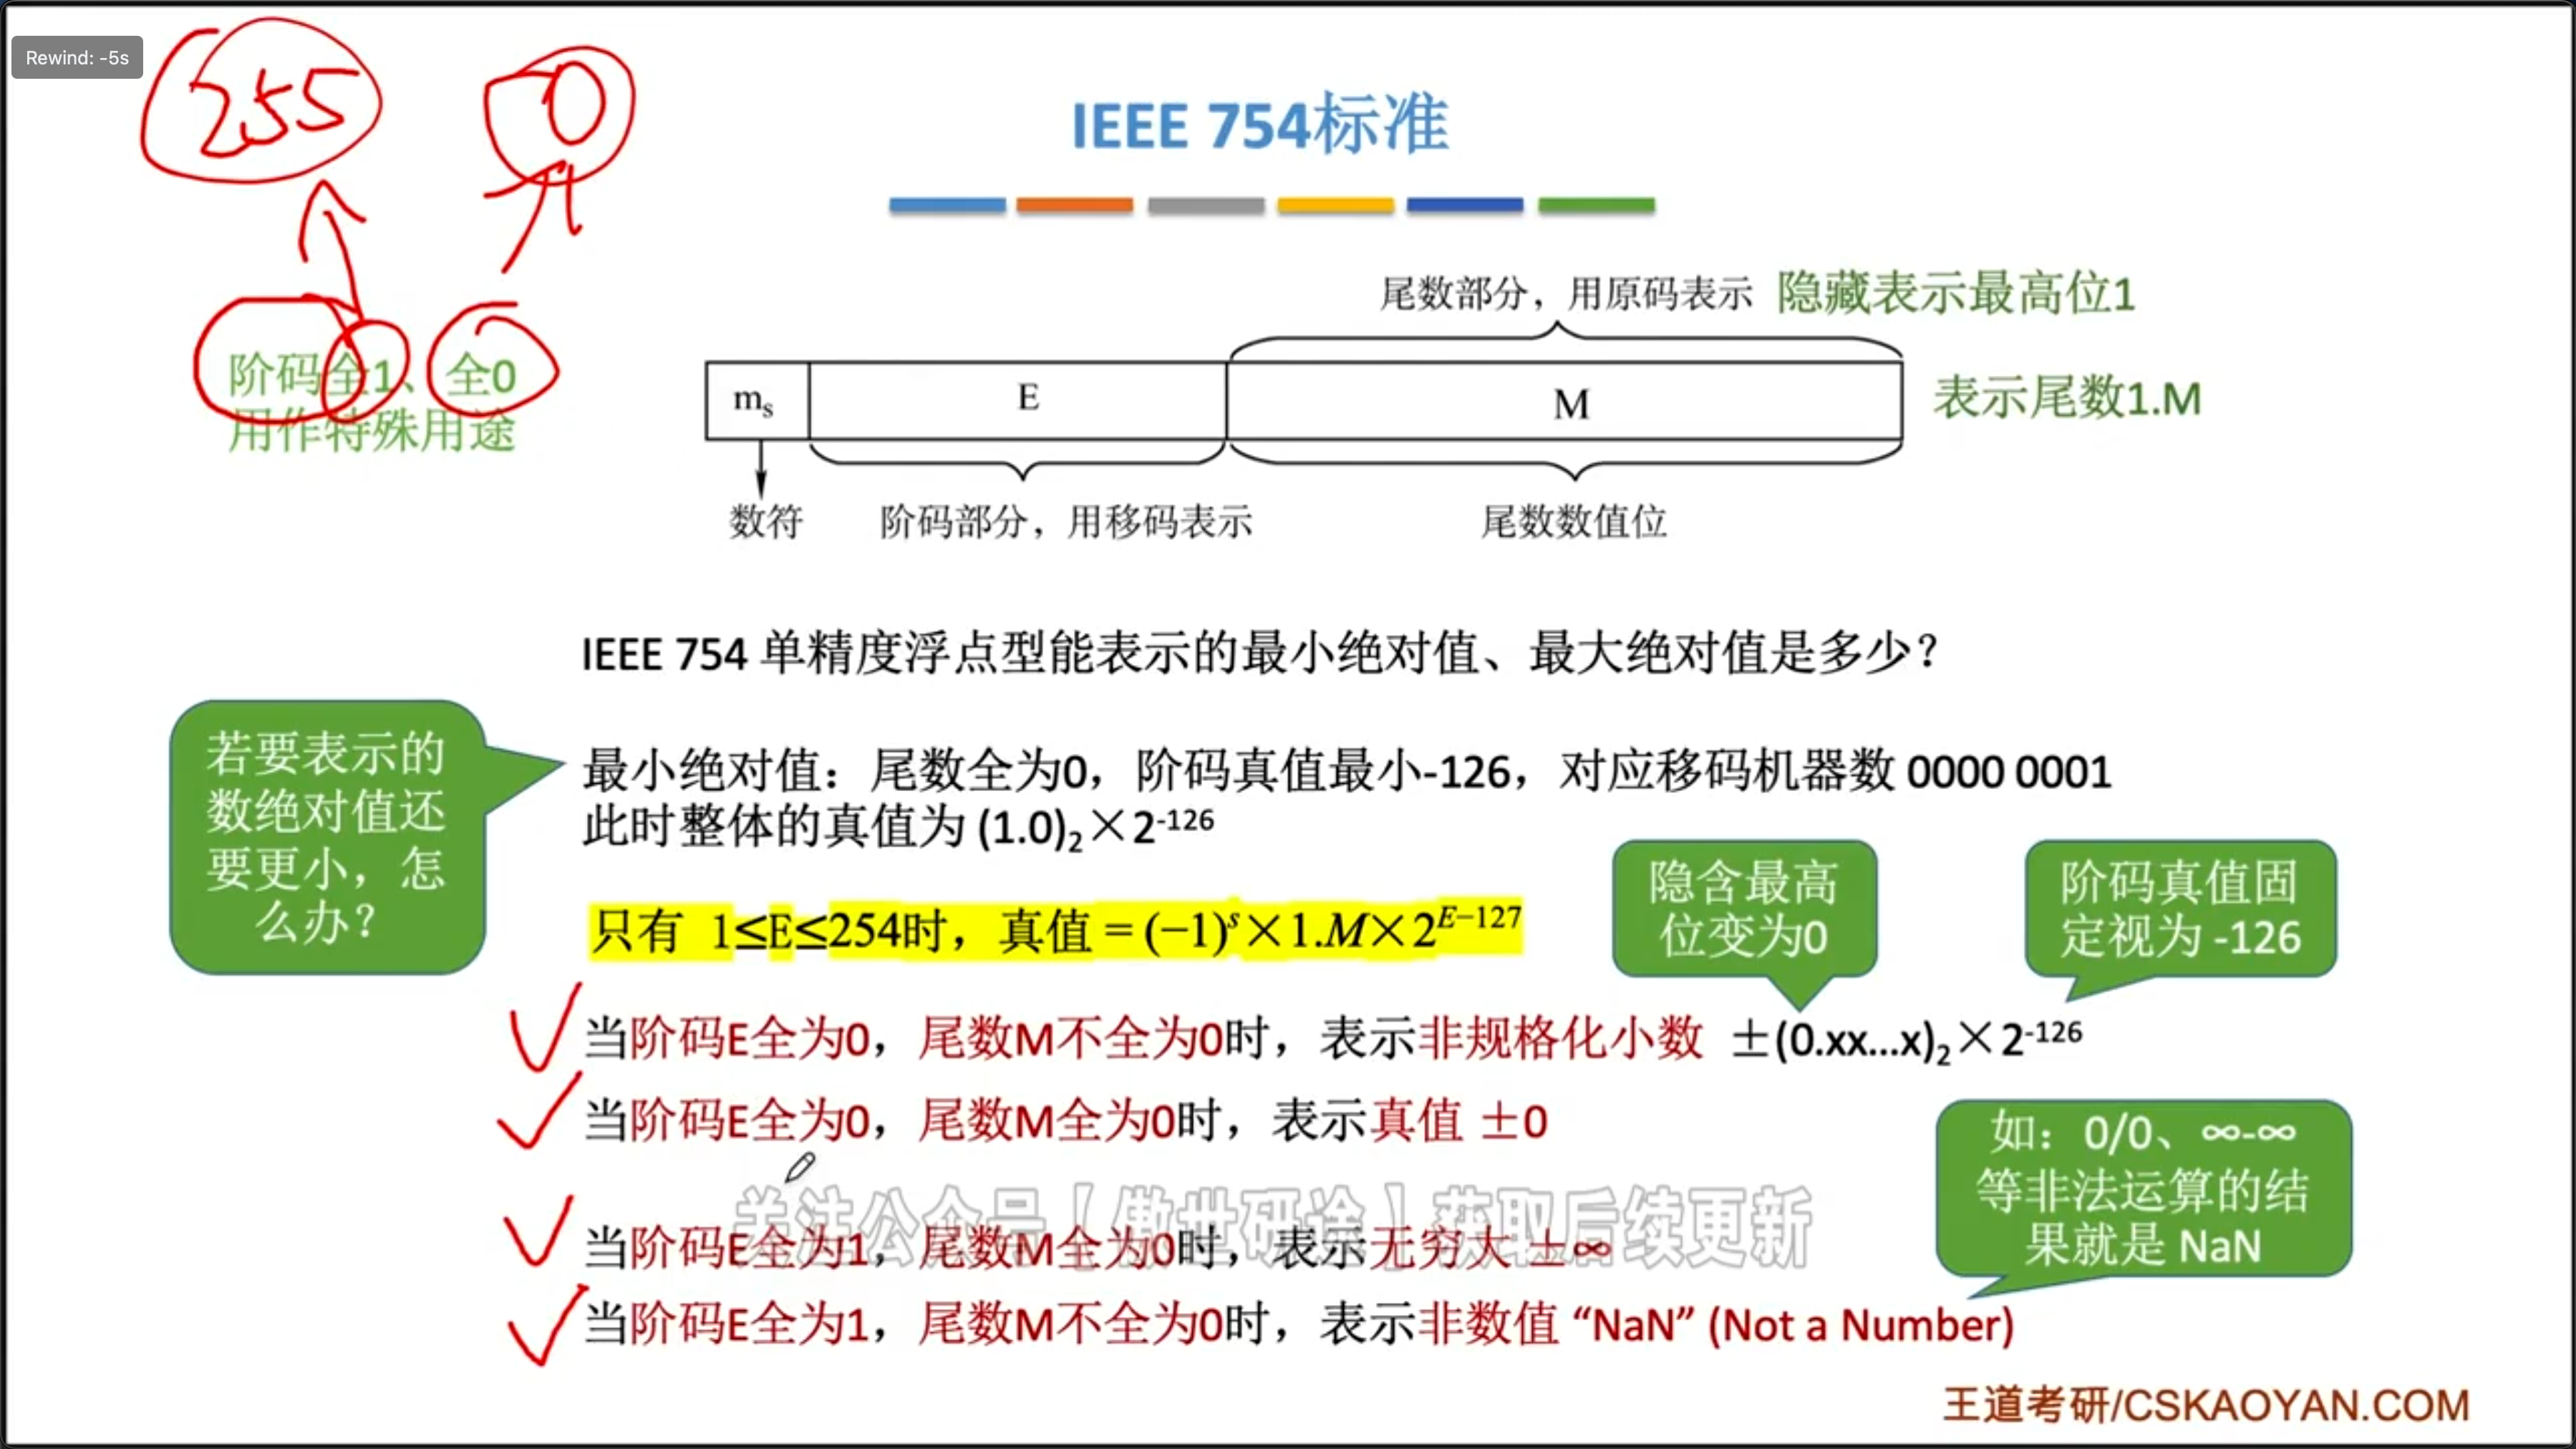 Rewind: -5s
255
0
IEEE 754标准
尾数部分，用原码表示 隐藏表示最高位1
阶码全1、全0
用作特殊用途
mₛ E M
表示尾数1.M
数符 阶码部分，用移码表示 尾数数值位
IEEE 754 单精度浮点型能表示的最小绝对值、最大绝对值是多少？
若要表示的
数绝对值还
要更小，怎
么办？
最小绝对值：尾数全为0，阶码真值最小-126，对应移码机器数 0000 0001
此时整体的真值为 (1.0)₂×2⁻¹²⁶
只有 1≤E≤254时，真值 = (−1)ˢ×1.M×2ᴱ⁻¹²⁷
隐含最高
位变为0
阶码真值固
定视为 -126
当阶码E全为0，尾数M不全为0时，表示非规格化小数 ±(0.xx...x)₂×2⁻¹²⁶
当阶码E全为0，尾数M全为0时，表示真值 ±0
如：0/0、∞-∞
等非法运算的结
果就是 NaN
关注公众号【傲世研途】获取后续更新
当阶码E全为1，尾数M全为0时，表示无穷大 ±∞
当阶码E全为1，尾数M不全为0时，表示非数值 “NaN” (Not a Number)
王道考研/CSKAOYAN.COM